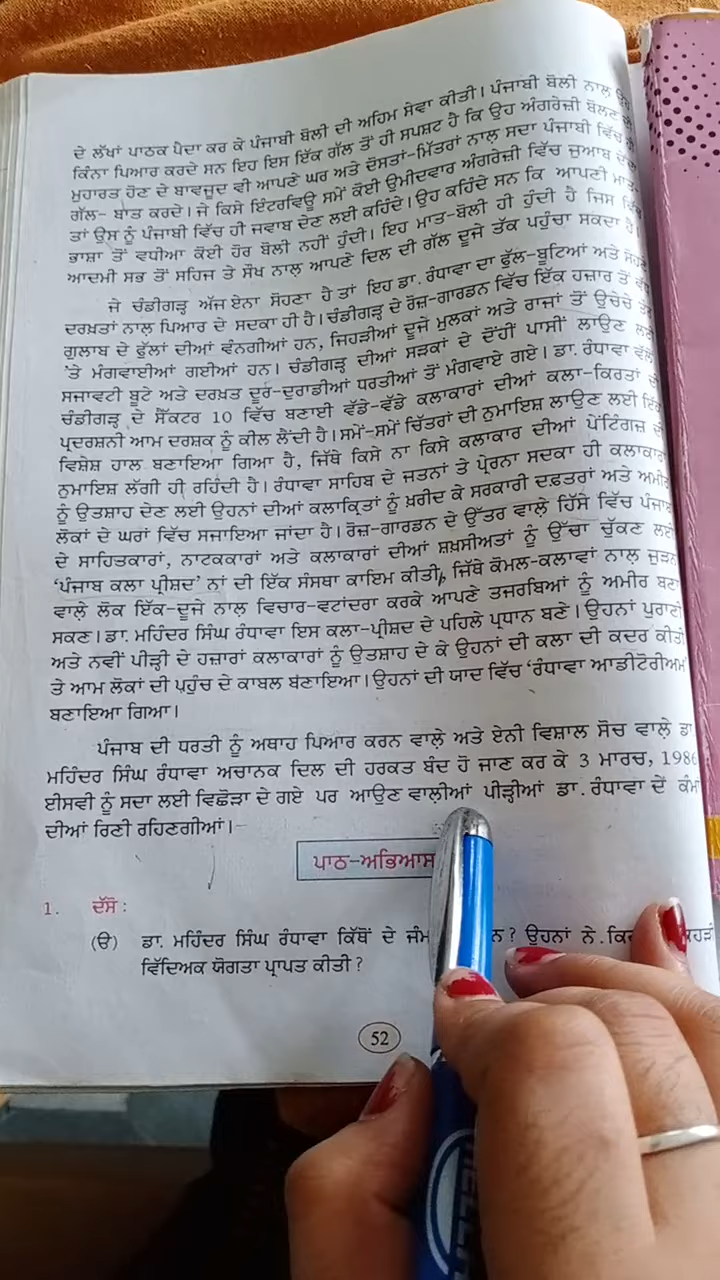 ਦੇ ਲੱਖਾਂ ਪਾਠਕ ਪੈਦਾ ਕਰ ਕੇ ਪੰਜਾਬੀ ਬੋਲੀ ਦੀ ਅਹਿਮ ਸੇਵਾ ਕੀਤੀ। ਪੰਜਾਬੀ ਬੋਲੀ ਨਾਲ਼
ਕਿੰਨਾ ਪਿਆਰ ਕਰਦੇ ਸਨ ਇਹ ਇਸ ਇੱਕ ਗੱਲ ਤੋਂ ਹੀ ਸਪਸ਼ਟ ਹੈ ਕਿ ਉਹ ਅੰਗਰੇਜ਼ੀ ਬੋਲਣ
ਮੁਹਾਰਤ ਹੋਣ ਦੇ ਬਾਵਜੂਦ ਵੀ ਆਪਣੇ ਘਰ ਅਤੇ ਦੋਸਤਾਂ-ਮਿੱਤਰਾਂ ਨਾਲ਼ ਸਦਾ ਪੰਜਾਬੀ ਵਿੱਚ
ਗੱਲ- ਬਾਤ ਕਰਦੇ। ਜੇ ਕਿਸੇ ਇੰਟਰਵਿਊ ਸਮੇਂ ਕੋਈ ਉਮੀਦਵਾਰ ਅੰਗਰੇਜ਼ੀ ਵਿੱਚ ਜੁਆਬ
ਤਾਂ ਉਸ ਨੂੰ ਪੰਜਾਬੀ ਵਿੱਚ ਹੀ ਜਵਾਬ ਦੇਣ ਲਈ ਕਹਿੰਦੇ। ਉਹ ਕਹਿੰਦੇ ਸਨ ਕਿ ਆਪਣੀ ਮਾਤ-
ਭਾਸ਼ਾ ਤੋਂ ਵਧੀਆ ਕੋਈ ਹੋਰ ਬੋਲੀ ਨਹੀਂ ਹੁੰਦੀ। ਇਹ ਮਾਤ-ਬੋਲੀ ਹੀ ਹੁੰਦੀ ਹੈ ਜਿਸ
ਆਦਮੀ ਸਭ ਤੋਂ ਸਹਿਜ ਤੇ ਸੌਖ ਨਾਲ਼ ਆਪਣੇ ਦਿਲ ਦੀ ਗੱਲ ਦੂਜੇ ਤੱਕ ਪਹੁੰਚਾ ਸਕਦਾ ਹੈ।
ਜੇ ਚੰਡੀਗੜ੍ਹ ਅੱਜ ਏਨਾ ਸੋਹਣਾ ਹੈ ਤਾਂ ਇਹ ਡਾ. ਰੰਧਾਵਾ ਦਾ ਫੁੱਲ-ਬੂਟਿਆਂ ਅਤੇ
ਦਰਖ਼ਤਾਂ ਨਾਲ਼ ਪਿਆਰ ਦੇ ਸਦਕਾ ਹੀ ਹੈ। ਚੰਡੀਗੜ੍ਹ ਦੇ ਰੋਜ਼-ਗਾਰਡਨ ਵਿੱਚ ਇੱਕ ਹਜ਼ਾਰ ਤੋਂ ਵੱਧ
ਗੁਲਾਬ ਦੇ ਫੁੱਲਾਂ ਦੀਆਂ ਵੰਨਗੀਆਂ ਹਨ, ਜਿਹੜੀਆਂ ਦੂਜੇ ਮੁਲਕਾਂ ਅਤੇ ਰਾਜਾਂ ਤੋਂ ਉਚੇਚੇ ਤੌਰ
'ਤੇ ਮੰਗਵਾਈਆਂ ਗਈਆਂ ਹਨ। ਚੰਡੀਗੜ੍ਹ ਦੀਆਂ ਸੜਕਾਂ ਦੇ ਦੋਂਹੀਂ ਪਾਸੀਂ ਲਾਉਣ ਲਈ
ਸਜਾਵਟੀ ਬੂਟੇ ਅਤੇ ਦਰਖ਼ਤ ਦੂਰ-ਦੁਰਾਡੀਆਂ ਧਰਤੀਆਂ ਤੋਂ ਮੰਗਵਾਏ ਗਏ। ਡਾ. ਰੰਧਾਵਾ ਵੱਲੋਂ
ਚੰਡੀਗੜ੍ਹ ਦੇ ਸੈੱਕਟਰ 10 ਵਿੱਚ ਬਣਾਈ ਵੱਡੇ-ਵੱਡੇ ਕਲਾਕਾਰਾਂ ਦੀਆਂ ਕਲਾ-ਕਿਰਤਾਂ ਦੀ
ਪ੍ਰਦਰਸ਼ਨੀ ਆਮ ਦਰਸ਼ਕ ਨੂੰ ਕੀਲ ਲੈਂਦੀ ਹੈ। ਸਮੇਂ-ਸਮੇਂ ਚਿੱਤਰਾਂ ਦੀ ਨੁਮਾਇਸ਼ ਲਾਉਣ ਲਈ ਇੱਕ
ਵਿਸ਼ੇਸ਼ ਹਾਲ ਬਣਾਇਆ ਗਿਆ ਹੈ, ਜਿੱਥੇ ਕਿਸੇ ਨਾ ਕਿਸੇ ਕਲਾਕਾਰ ਦੀਆਂ ਪੇਂਟਿੰਗਜ਼ ਦੀ
ਨੁਮਾਇਸ਼ ਲੱਗੀ ਹੀ ਰਹਿੰਦੀ ਹੈ। ਰੰਧਾਵਾ ਸਾਹਿਬ ਦੇ ਜਤਨਾਂ ਤੇ ਪ੍ਰੇਰਨਾ ਸਦਕਾ ਹੀ ਕਲਾਕਾਰਾਂ
ਨੂੰ ਉਤਸ਼ਾਹ ਦੇਣ ਲਈ ਉਹਨਾਂ ਦੀਆਂ ਕਲਾਕ੍ਰਿਤਾਂ ਨੂੰ ਖ਼ਰੀਦ ਕੇ ਸਰਕਾਰੀ ਦਫ਼ਤਰਾਂ ਅਤੇ ਅਮੀਰ
ਲੋਕਾਂ ਦੇ ਘਰਾਂ ਵਿੱਚ ਸਜਾਇਆ ਜਾਂਦਾ ਹੈ। ਰੋਜ਼-ਗਾਰਡਨ ਦੇ ਉੱਤਰ ਵਾਲ਼ੇ ਹਿੱਸੇ ਵਿੱਚ ਪੰਜਾਬ
ਦੇ ਸਾਹਿਤਕਾਰਾਂ, ਨਾਟਕਕਾਰਾਂ ਅਤੇ ਕਲਾਕਾਰਾਂ ਦੀਆਂ ਸ਼ਖ਼ਸੀਅਤਾਂ ਨੂੰ ਉੱਚਾ ਚੁੱਕਣ ਲਈ
'ਪੰਜਾਬ ਕਲਾ ਪ੍ਰੀਸ਼ਦ' ਨਾਂ ਦੀ ਇੱਕ ਸੰਸਥਾ ਕਾਇਮ ਕੀਤੀ, ਜਿੱਥੇ ਕੋਮਲ-ਕਲਾਵਾਂ ਨਾਲ਼ ਜੁੜਨ
ਵਾਲ਼ੇ ਲੋਕ ਇੱਕ-ਦੂਜੇ ਨਾਲ਼ ਵਿਚਾਰ-ਵਟਾਂਦਰਾ ਕਰਕੇ ਆਪਣੇ ਤਜਰਬਿਆਂ ਨੂੰ ਅਮੀਰ ਬਣਾ
ਸਕਣ। ਡਾ. ਮਹਿੰਦਰ ਸਿੰਘ ਰੰਧਾਵਾ ਇਸ ਕਲਾ-ਪ੍ਰੀਸ਼ਦ ਦੇ ਪਹਿਲੇ ਪ੍ਰਧਾਨ ਬਣੇ। ਉਹਨਾਂ ਪੁਰਾਣੀ
ਅਤੇ ਨਵੀਂ ਪੀੜ੍ਹੀ ਦੇ ਹਜ਼ਾਰਾਂ ਕਲਾਕਾਰਾਂ ਨੂੰ ਉਤਸ਼ਾਹ ਦੇ ਕੇ ਉਹਨਾਂ ਦੀ ਕਲਾ ਦੀ ਕਦਰ ਕੀਤੀ
ਤੇ ਆਮ ਲੋਕਾਂ ਦੀ ਪਹੁੰਚ ਦੇ ਕਾਬਲ ਬਣਾਇਆ। ਉਹਨਾਂ ਦੀ ਯਾਦ ਵਿੱਚ 'ਰੰਧਾਵਾ ਆਡੀਟੋਰੀਅਮ'
ਬਣਾਇਆ ਗਿਆ।
ਪੰਜਾਬ ਦੀ ਧਰਤੀ ਨੂੰ ਅਥਾਹ ਪਿਆਰ ਕਰਨ ਵਾਲ਼ੇ ਅਤੇ ਏਨੀ ਵਿਸ਼ਾਲ ਸੋਚ ਵਾਲ਼ੇ ਡਾ.
ਮਹਿੰਦਰ ਸਿੰਘ ਰੰਧਾਵਾ ਅਚਾਨਕ ਦਿਲ ਦੀ ਹਰਕਤ ਬੰਦ ਹੋ ਜਾਣ ਕਰ ਕੇ 3 ਮਾਰਚ, 1986
ਈਸਵੀ ਨੂੰ ਸਦਾ ਲਈ ਵਿਛੋੜਾ ਦੇ ਗਏ ਪਰ ਆਉਣ ਵਾਲ਼ੀਆਂ ਪੀੜ੍ਹੀਆਂ ਡਾ. ਰੰਧਾਵਾ ਦੇ ਕੰਮਾਂ
ਦੀਆਂ ਰਿਣੀ ਰਹਿਣਗੀਆਂ।
ਪਾਠ-ਅਭਿਆਸ
1. ਦੱਸੋ :
(ੳ) ਡਾ. ਮਹਿੰਦਰ ਸਿੰਘ ਰੰਧਾਵਾ ਕਿੱਥੋਂ ਦੇ ਜੰਮ ਨ? ਉਹਨਾਂ ਨੇ
ਵਿੱਦਿਅਕ ਯੋਗਤਾ ਪ੍ਰਾਪਤ ਕੀਤੀ ?
52